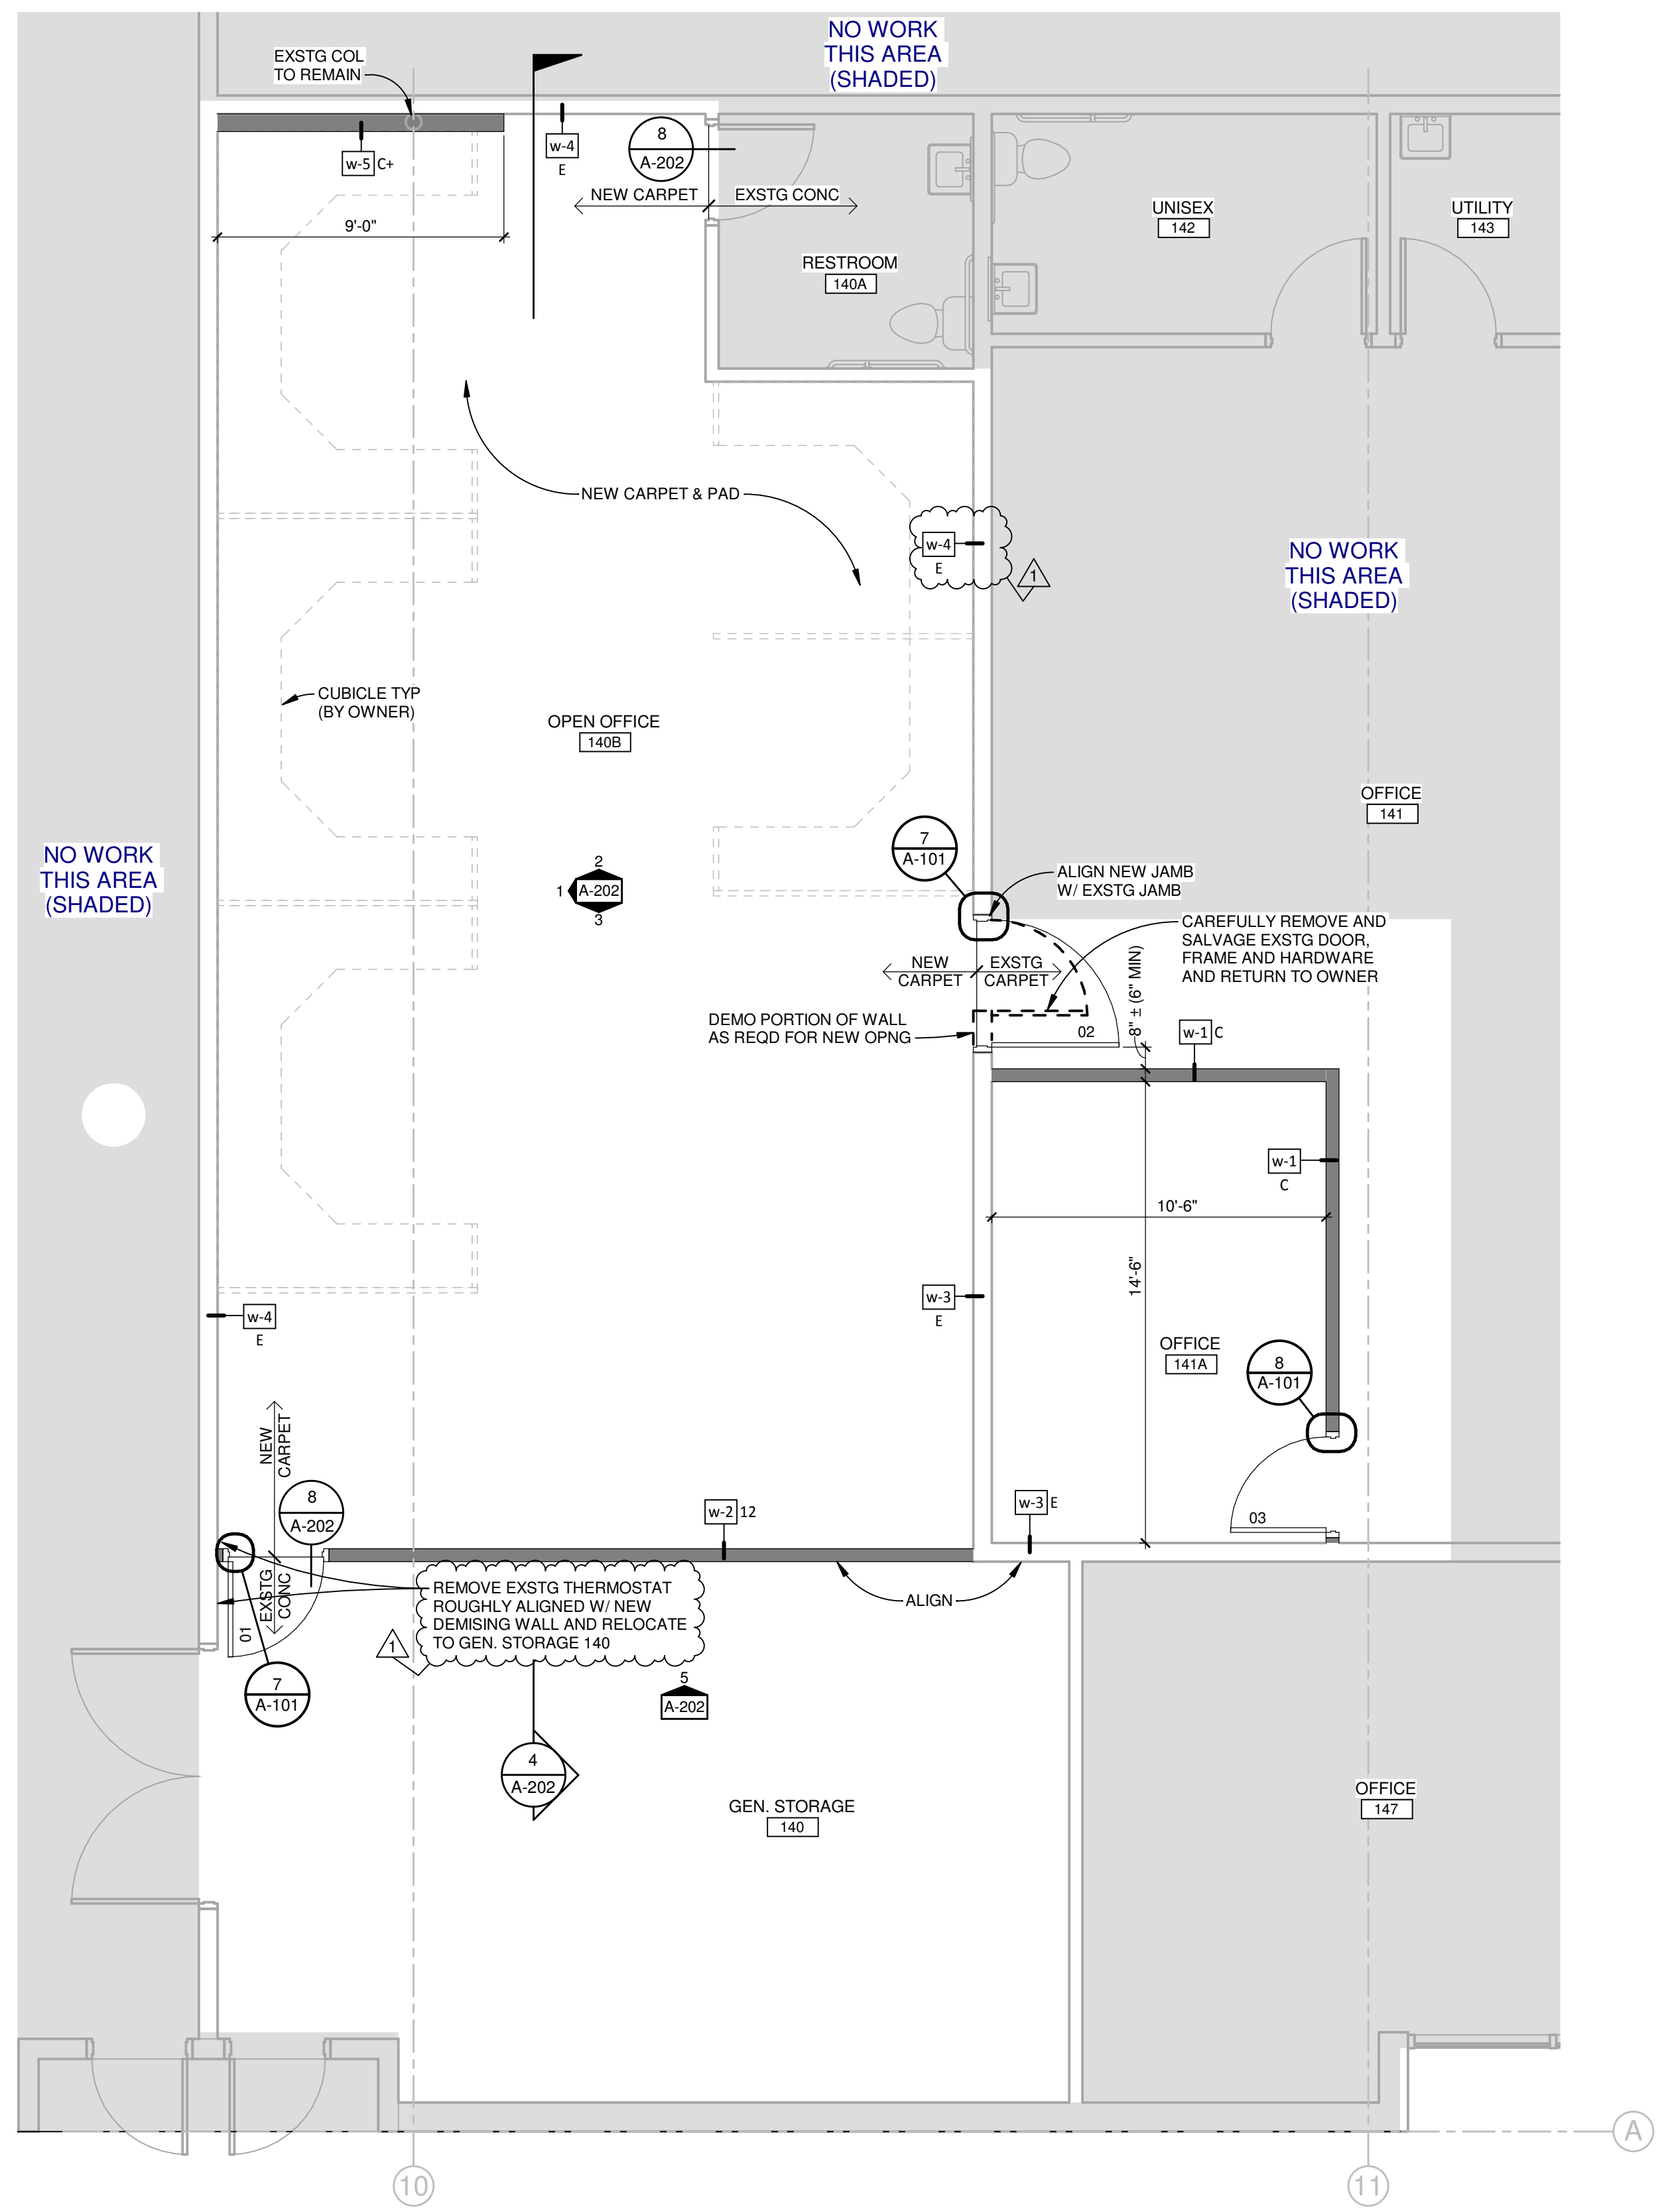 NO WORK
THIS AREA
(SHADED)
EXSTG COL
TO REMAIN
w-5 C+
w-4
E
8
A-202
NEW CARPET
EXSTG CONC
9'-0"
RESTROOM
140A
UNISEX
142
UTILITY
143
NEW CARPET & PAD
w-4
E
1
NO WORK
THIS AREA
(SHADED)
CUBICLE TYP
(BY OWNER)
OPEN OFFICE
140B
OFFICE
141
NO WORK
THIS AREA
(SHADED)
2
1 A-202
3
7
A-101
ALIGN NEW JAMB
W/ EXSTG JAMB
CAREFULLY REMOVE AND
SALVAGE EXSTG DOOR,
FRAME AND HARDWARE
AND RETURN TO OWNER
NEW
CARPET
EXSTG
CARPET
8" ± (6" MIN)
DEMO PORTION OF WALL
AS REQD FOR NEW OPNG
02
w-1 C
w-1
C
10'-6"
14'-6"
w-3
E
w-4
E
OFFICE
141A
8
A-101
NEW
CARPET
8
A-202
w-2 12
w-3 E
03
EXSTG
CONC
01
REMOVE EXSTG THERMOSTAT
ROUGHLY ALIGNED W/ NEW
DEMISING WALL AND RELOCATE
TO GEN. STORAGE 140
1
ALIGN
7
A-101
5
A-202
4
A-202
GEN. STORAGE
140
OFFICE
147
A
10
11